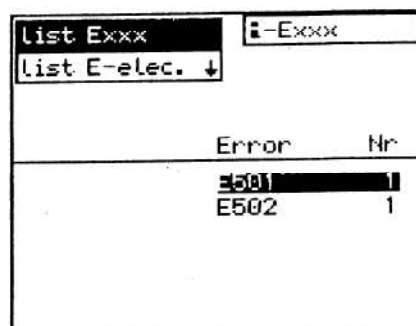 list Exxx
i-Exxx
list E-elec. ↓
Error Nr
E501 1
E502 1